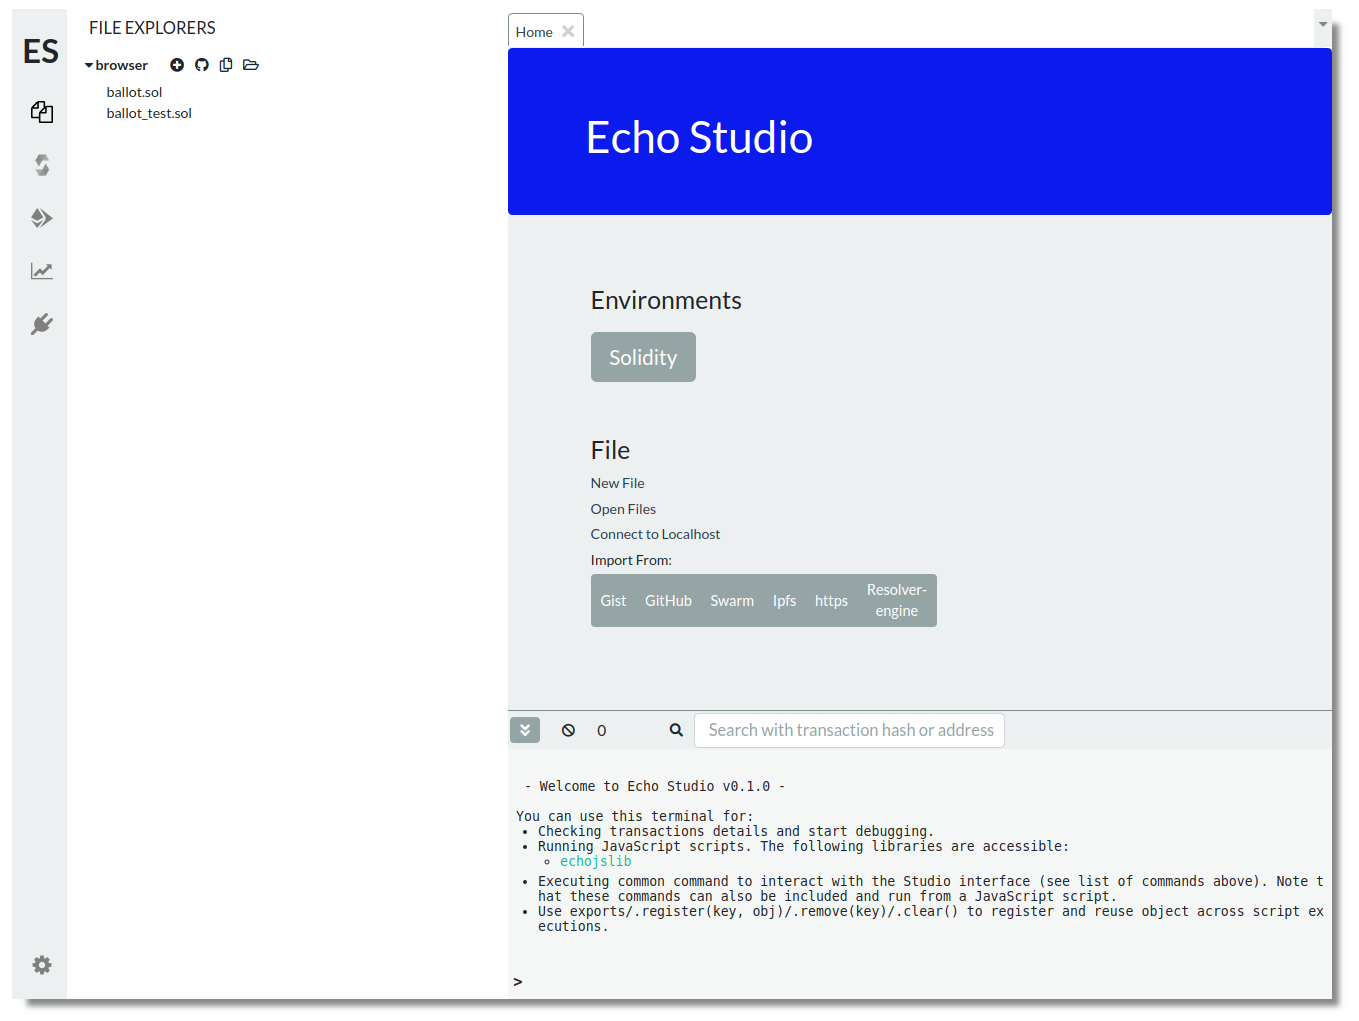 ES
FILE EXPLORERS
browser
ballot.sol
ballot_test.sol
Home
Echo Studio
Environments
Solidity
File
New File
Open Files
Connect to Localhost
Import From:
Gist GitHub Swarm Ipfs https Resolver-
engine
0 Search with transaction hash or address
- Welcome to Echo Studio v0.1.0 -
You can use this terminal for:
• Checking transactions details and start debugging.
• Running JavaScript scripts. The following libraries are accessible:
◦ echojslib
• Executing common command to interact with the Studio interface (see list of commands above). Note t
hat these commands can also be included and run from a JavaScript script.
• Use exports/.register(key, obj)/.remove(key)/.clear() to register and reuse object across script ex
ecutions.
>